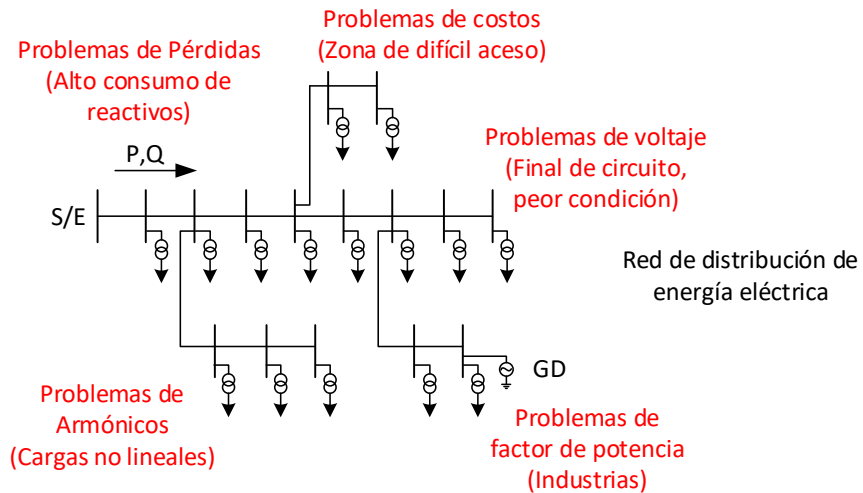 Problemas de costos
(Zona de difícil aceso)
Problemas de Pérdidas
(Alto consumo de
reactivos)
Problemas de voltaje
(Final de circuito,
peor condición)
P,Q
S/E
Red de distribución de
energía eléctrica
GD
Problemas de
Armónicos
(Cargas no lineales)
Problemas de
factor de potencia
(Industrias)